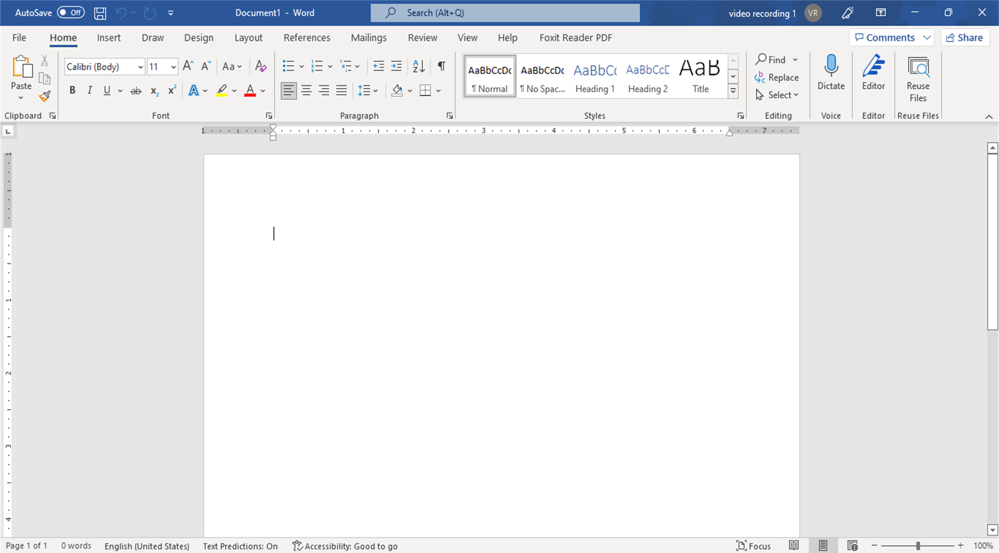 AutoSave Off Document1 - Word Search (Alt+Q) video recording 1 VR
File Home Insert Draw Design Layout References Mailings Review View Help Foxit Reader PDF Comments Share
Paste
Clipboard
Calibri (Body) 11 Aa
B I U ab x2 x2 A A
Font
Paragraph
AaBbCcDc AaBbCcDc AaBbCc AaBbCcD AaB
¶ Normal ¶ No Spac... Heading 1 Heading 2 Title
Styles
Find
Replace
Select
Editing
Dictate
Voice
Editor
Editor
Reuse
Files
Reuse Files
L
1 1 2 3 4 5 6 7
1
1
2
3
4
Page 1 of 1 0 words English (United States) Text Predictions: On Accessibility: Good to go Focus 100%